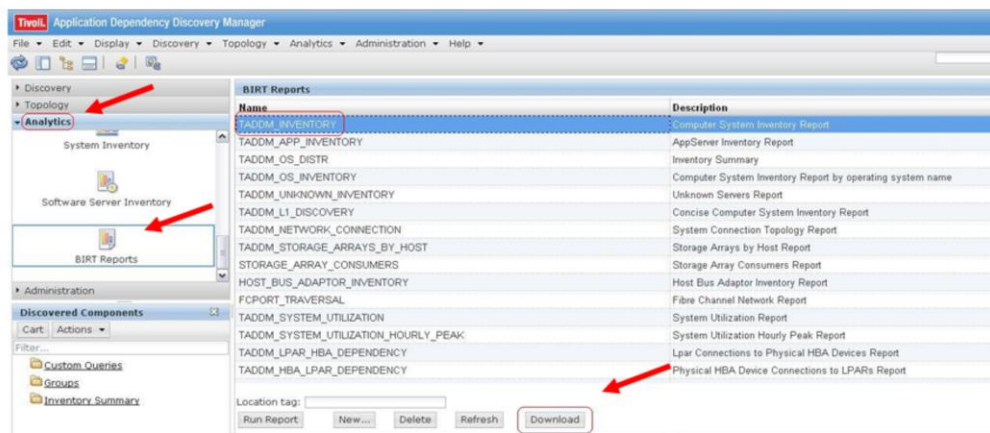 Tivoli. Application Dependency Discovery Manager
File Edit Display Discovery Topology Analytics Administration Help
Discovery
Topology
Analytics
System Inventory
Software Server Inventory
BIRT Reports
Administration
Discovered Components
Cart Actions
Filter...
Custom Queries
Groups
Inventory Summary
BIRT Reports
Name Description
TADDM_INVENTORY Computer System Inventory Report
TADDM_APP_INVENTORY AppServer Inventory Report
TADDM_OS_DISTR Inventory Summary
TADDM_OS_INVENTORY Computer System Inventory Report by operating system name
TADDM_UNKNOWN_INVENTORY Unknown Servers Report
TADDM_L1_DISCOVERY Concise Computer System Inventory Report
TADDM_NETWORK_CONNECTION System Connection Topology Report
TADDM_STORAGE_ARRAYS_BY_HOST Storage Arrays by Host Report
STORAGE_ARRAY_CONSUMERS Storage Array Consumers Report
HOST_BUS_ADAPTOR_INVENTORY Host Bus Adaptor Inventory Report
FCPORT_TRAVERSAL Fibre Channel Network Report
TADDM_SYSTEM_UTILIZATION System Utilization Report
TADDM_SYSTEM_UTILIZATION_HOURLY_PEAK System Utilization Hourly Peak Report
TADDM_LPAR_HBA_DEPENDENCY Lpar Connections to Physical HBA Devices Report
TADDM_HBA_LPAR_DEPENDENCY Physical HBA Device Connections to LPARs Report
Location tag:
Run Report New... Delete Refresh Download